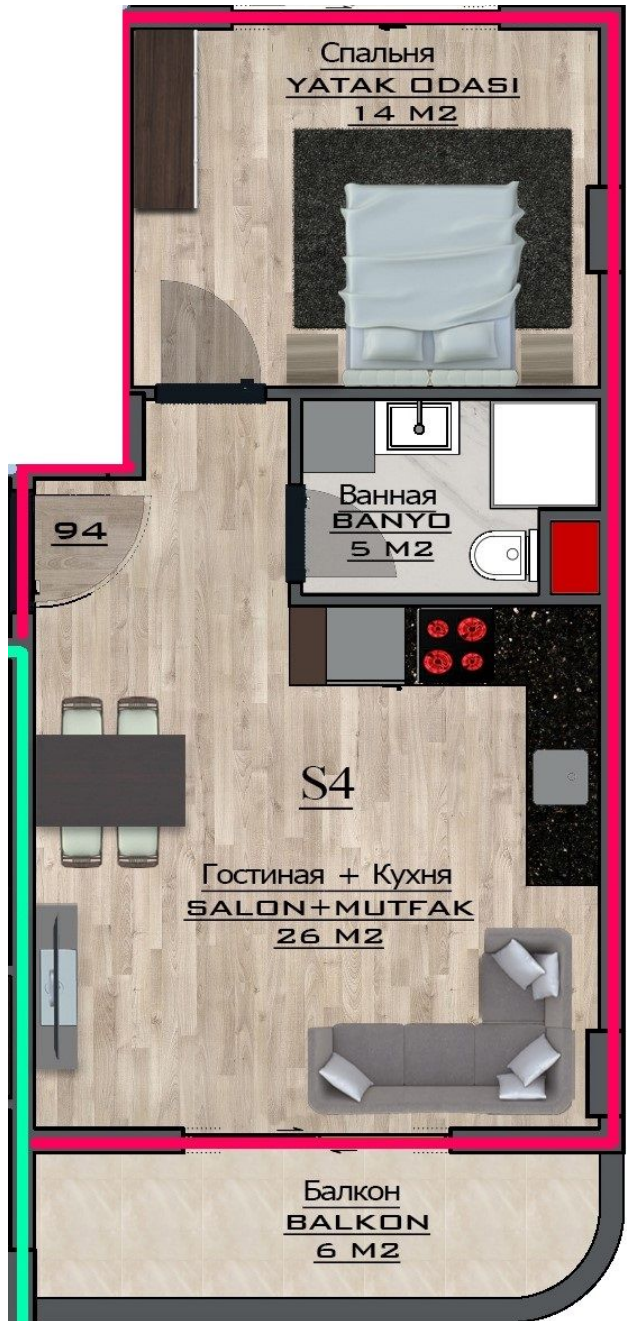 Спальня
YATAK ODASI
14 M2
94
Ванная
BANYO
5 M2
S4
Гостиная + Кухня
SALON+MUTFAK
26 M2
Балкон
BALKON
6 M2